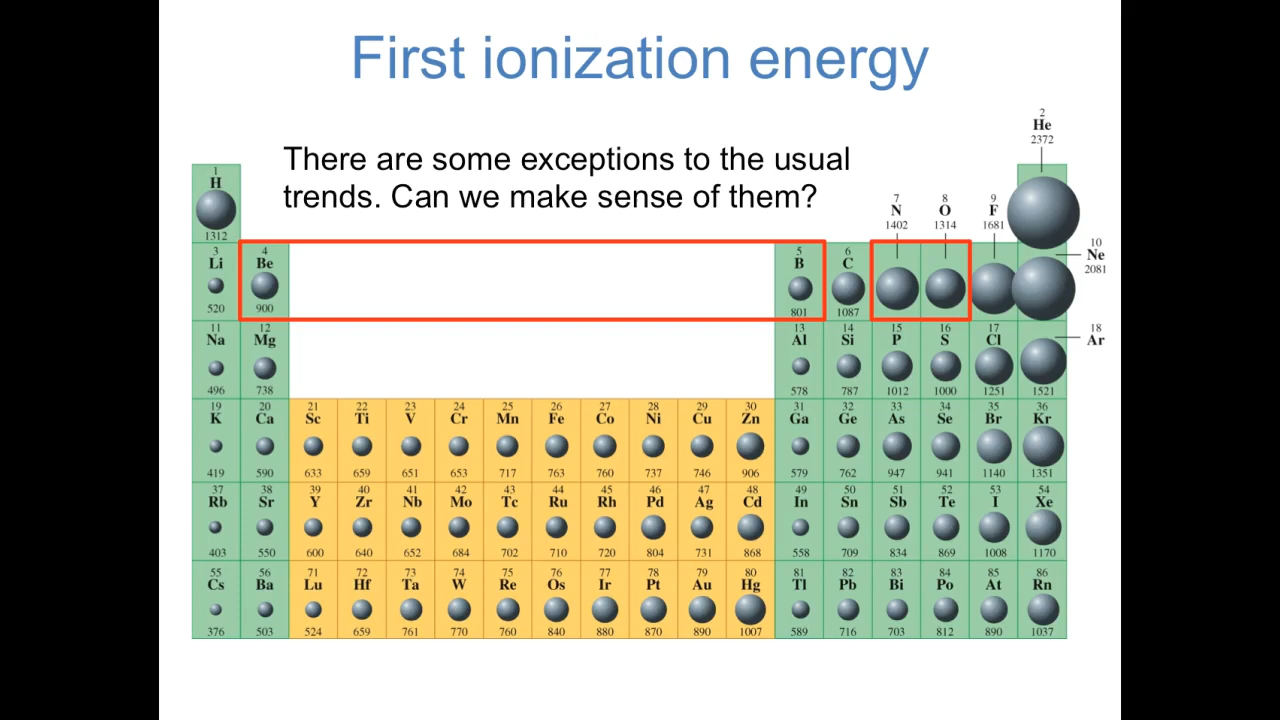 First ionization energy
There are some exceptions to the usual
trends. Can we make sense of them?
2
He
2372
1
H
1312
7 8 9
N O F
1402 1314 1681
10
Ne
2081
3 4 5 6
Li Be B C
520 900 801 1087
11 12 13 14 15 16 17 18
Na Mg Al Si P S Cl Ar
496 738 578 787 1012 1000 1251 1521
19 20 21 22 23 24 25 26 27 28 29 30 31 32 33 34 35 36
K Ca Sc Ti V Cr Mn Fe Co Ni Cu Zn Ga Ge As Se Br Kr
419 590 633 659 651 653 717 763 760 737 746 906 579 762 947 941 1140 1351
37 38 39 40 41 42 43 44 45 46 47 48 49 50 51 52 53 54
Rb Sr Y Zr Nb Mo Tc Ru Rh Pd Ag Cd In Sn Sb Te I Xe
403 550 600 640 652 684 702 710 720 804 731 868 558 709 834 869 1008 1170
55 56 71 72 73 74 75 76 77 78 79 80 81 82 83 84 85 86
Cs Ba Lu Hf Ta W Re Os Ir Pt Au Hg Tl Pb Bi Po At Rn
376 503 524 659 761 770 760 840 880 870 890 1007 589 716 703 812 890 1037